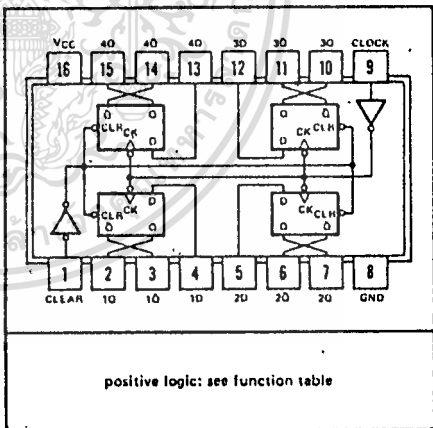 VCC 4Q 4Q 4D 3D 3Q 3Q CLOCK
16 15 14 13 12 11 10 9
Q D D Q
CLR CK CK CLR
CLR CK CK CLR
Q D D Q
1 2 3 4 5 6 7 8
CLEAR 1Q 1Q 1D 2D 2Q 2Q GND
positive logic: see function table